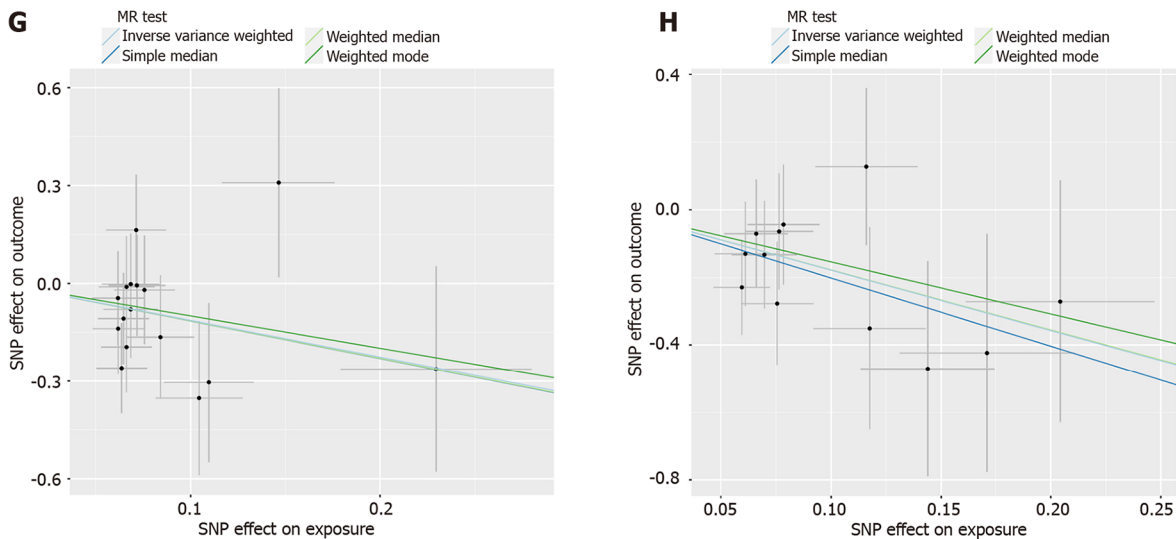 G
MR test
Inverse variance weighted
Weighted median
Simple median
Weighted mode
0.6
0.3
0.0
-0.3
-0.6
0.1
0.2
SNP effect on outcome
SNP effect on exposure
H
MR test
Inverse variance weighted
Weighted median
Simple median
Weighted mode
0.4
0.0
-0.4
-0.8
0.05
0.10
0.15
0.20
0.25
SNP effect on outcome
SNP effect on exposure